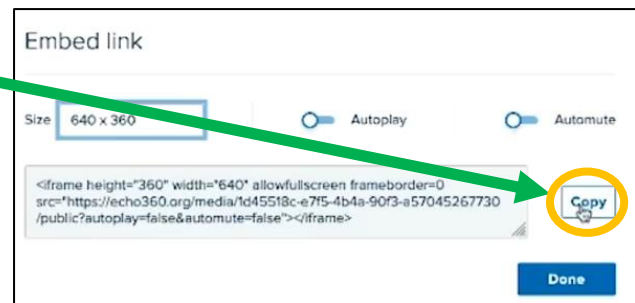 Embed link
Size 640 x 360 Autoplay Automute
<iframe height="360" width="640" allowfullscreen frameborder=0
src="https://echo360.org/media/1d45518c-e7f5-4b4a-90f3-a57045267730
/public?autoplay=false&automute=false"></iframe>
Copy
Done